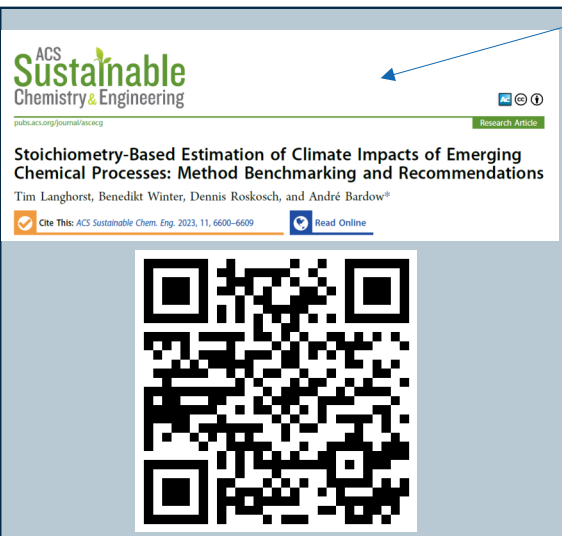 ACS
Sustainable
Chemistry & Engineering
pubs.acs.org/journal/ascecg
Research Article
Stoichiometry-Based Estimation of Climate Impacts of Emerging
Chemical Processes: Method Benchmarking and Recommendations
Tim Langhorst, Benedikt Winter, Dennis Roskosch, and André Bardow*
Cite This: ACS Sustainable Chem. Eng. 2023, 11, 6600–6609
Read Online